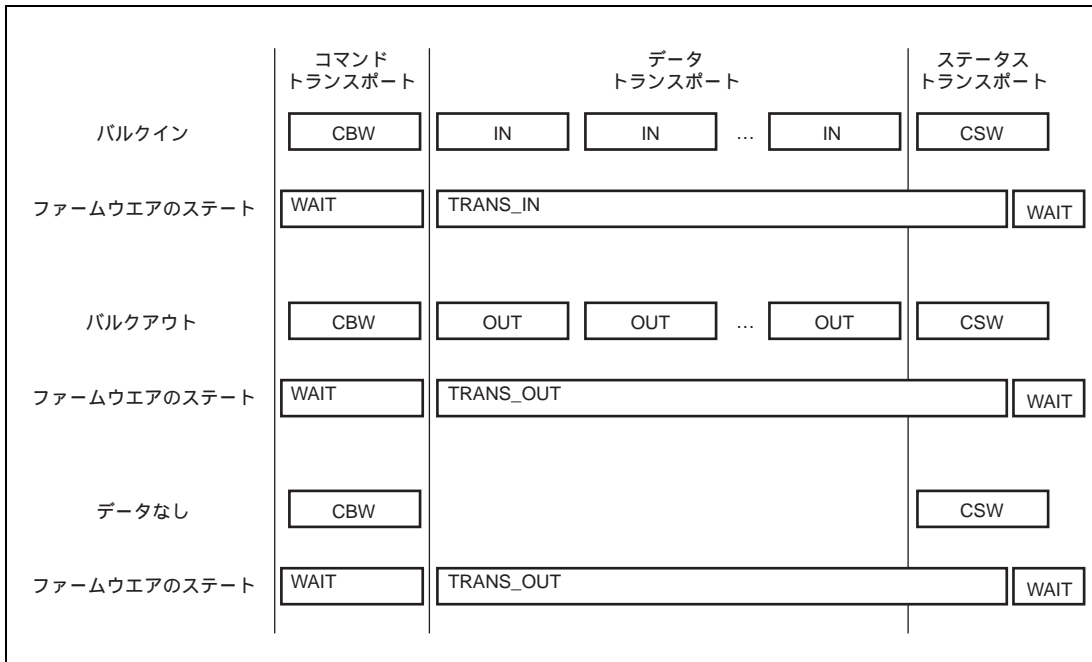 コマンド
トランスポート
データ
トランスポート
ステータス
トランスポート
バルクイン CBW IN IN … IN CSW
ファームウエアのステート WAIT TRANS_IN WAIT
バルクアウト CBW OUT OUT … OUT CSW
ファームウエアのステート WAIT TRANS_OUT WAIT
データなし CBW CSW
ファームウエアのステート WAIT TRANS_OUT WAIT